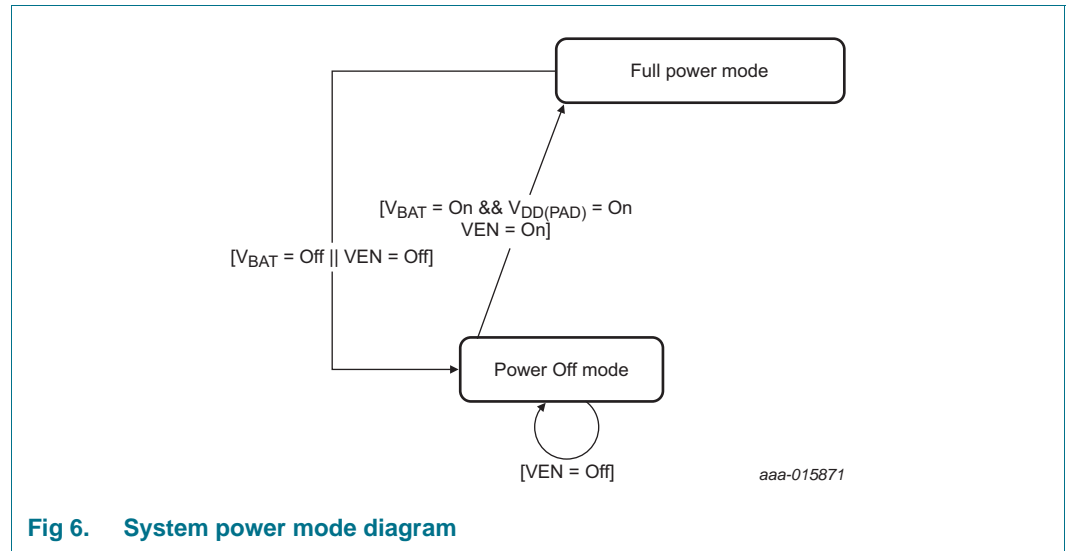 Full power mode
[VBAT = On && VDD(PAD) = On
VEN = On]
[VBAT = Off || VEN = Off]
Power Off mode
[VEN = Off]
aaa-015871
Fig 6. System power mode diagram